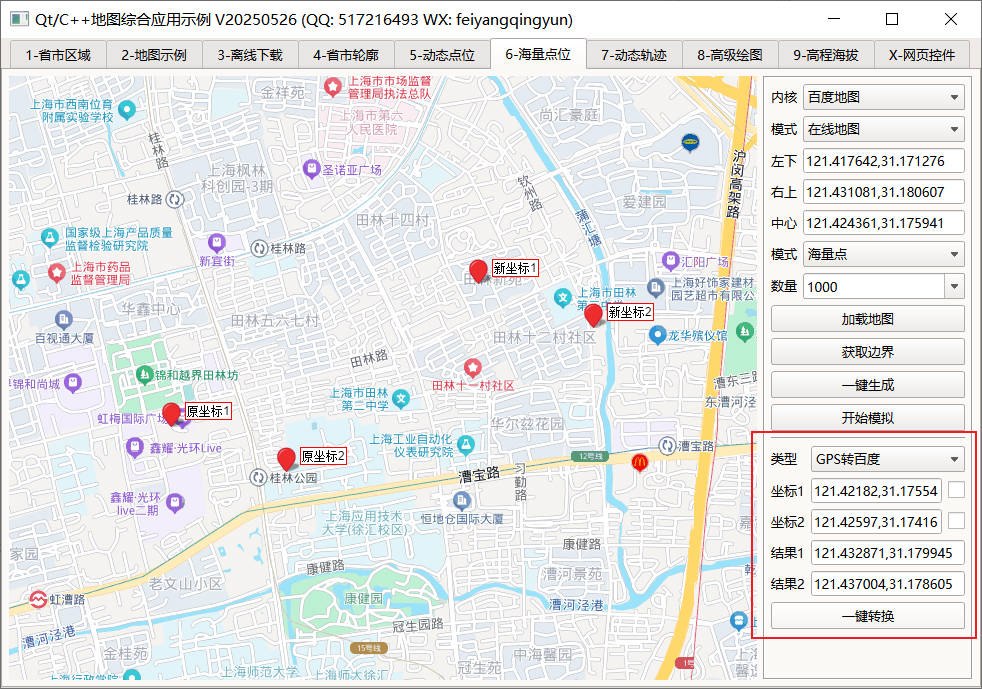 Qt/C++地图综合应用示例 V20250526 (QQ: 517216493 WX: feiyangqingyun)
1-省市区域
2-地图示例
3-离线下载
4-省市轮廓
5-动态点位
6-海量点位
7-动态轨迹
8-高级绘图
9-高程海拔
X-网页控件
上海市西南位育
附属实验学校
金祥苑
上海市市场监督
管理局执法总队
上海市第六
人民医院
尚汇豪庭
桂林路
上海枫林
科创园-3期
圣诺亚广场
沪闵高架路
桂林路
钦州路
爱建园
田林十四村
蒲汇塘
国家级上海产品质量
监督检验研究院
新宜街
桂林路
上海市药品
监督管理局
新坐标1
田林新苑
汇阳广场
上海好饰家建材
园艺超市有限公
上海市田林
新坐标2
华鑫中心
田林五六七村
百视通大厦
田林十二村社区
龙华殡仪馆
田林路
锦和越界田林坊
田林十一村社区
漕东三路
锦和尚城
上海市田林
第二中学
东漕河泾
虹梅国际广场
原坐标1
华尔兹花园
鑫耀·光环Live
上海工业自动化
仪表研究院
漕宝路
原坐标2
12号线
桂林公园
漕宝路
习勤路
鑫耀·光环
live二期
恒地仓国际大厦
上海应用技术
大学(徐汇校区)
家园
康健路
康健路
老文山小区
漕河景苑
虹漕路
康健园
漕河泾港
冠生园路
漕河泾港
15号线
金桂苑
中海馨园
上海师范大学
上海师大徐汇
冠生苑
上海行政学院
1号
内核
百度地图
模式
在线地图
左下
121.417642,31.171276
右上
121.431081,31.180607
中心
121.424361,31.175941
模式
海量点
数量
1000
加载地图
获取边界
一键生成
开始模拟
类型
GPS转百度
坐标1
121.42182,31.17554
坐标2
121.42597,31.17416
结果1
121.432871,31.179945
结果2
121.437004,31.178605
一键转换